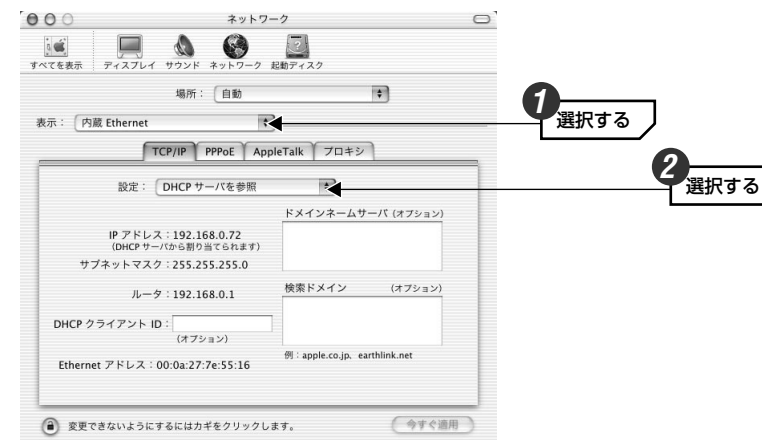 ネットワーク
すべてを表示 ディスプレイ サウンド ネットワーク 起動ディスク
場所： 自動
1 選択する
表示： 内蔵 Ethernet
TCP/IP PPPoE AppleTalk プロキシ
2 選択する
設定： DHCP サーバを参照
ドメインネームサーバ (オプション)
IP アドレス：192.168.0.72
（DHCP サーバから割り当てられます）
サブネットマスク：255.255.255.0
ルータ：192.168.0.1
検索ドメイン (オプション)
DHCP クライアント ID：
(オプション)
例：apple.co.jp、earthlink.net
Ethernet アドレス：00:0a:27:7e:55:16
変更できないようにするにはカギをクリックします。
今すぐ適用